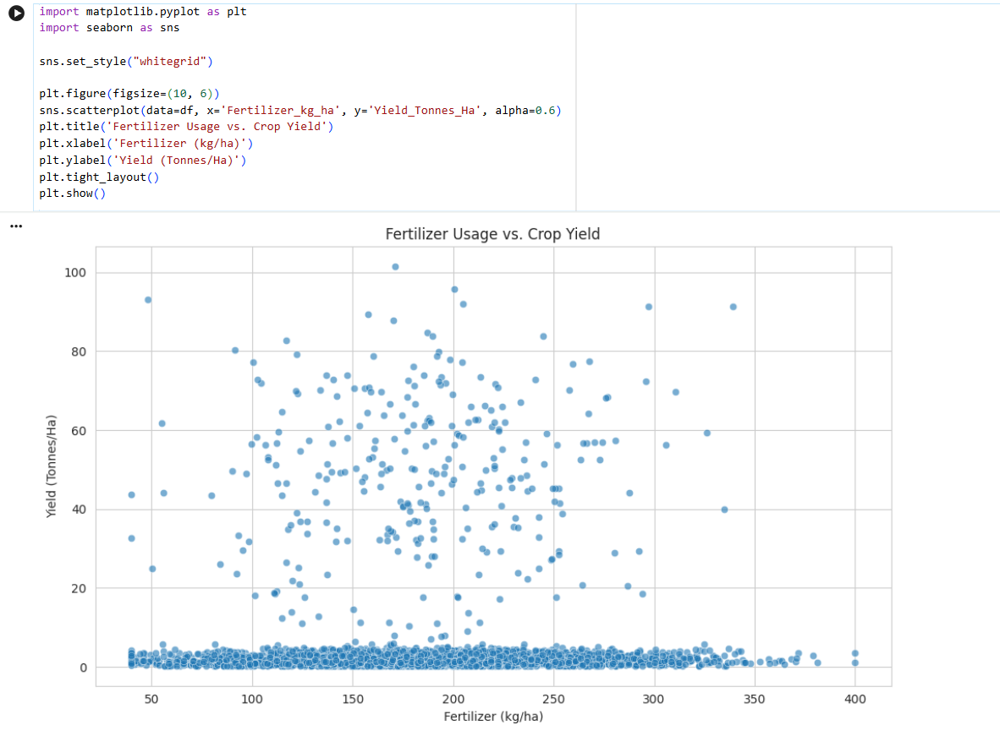 import matplotlib.pyplot as plt
import seaborn as sns
sns.set_style("whitegrid")
plt.figure(figsize=(10, 6))
sns.scatterplot(data=df, x='Fertilizer_kg_ha', y='Yield_Tonnes_Ha', alpha=0.6)
plt.title('Fertilizer Usage vs. Crop Yield')
plt.xlabel('Fertilizer (kg/ha)')
plt.ylabel('Yield (Tonnes/Ha)')
plt.tight_layout()
plt.show()
Fertilizer Usage vs. Crop Yield
Yield (Tonnes/Ha)
100
80
60
40
20
0
50 100 150 200 250 300 350 400
Fertilizer (kg/ha)